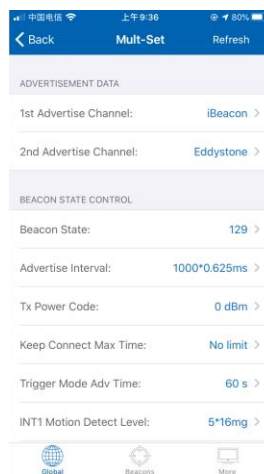 中国电信 上午9:36 80%
Back Mult-Set Refresh
ADVERTISEMENT DATA
1st Advertise Channel: iBeacon
2nd Advertise Channel: Eddystone
BEACON STATE CONTROL
Beacon State: 129
Advertise Interval: 1000*0.625ms
Tx Power Code: 0 dBm
Keep Connect Max Time: No limit
Trigger Mode Adv Time: 60 s
INT1 Motion Detect Level: 5*16mg
Global Beacons More